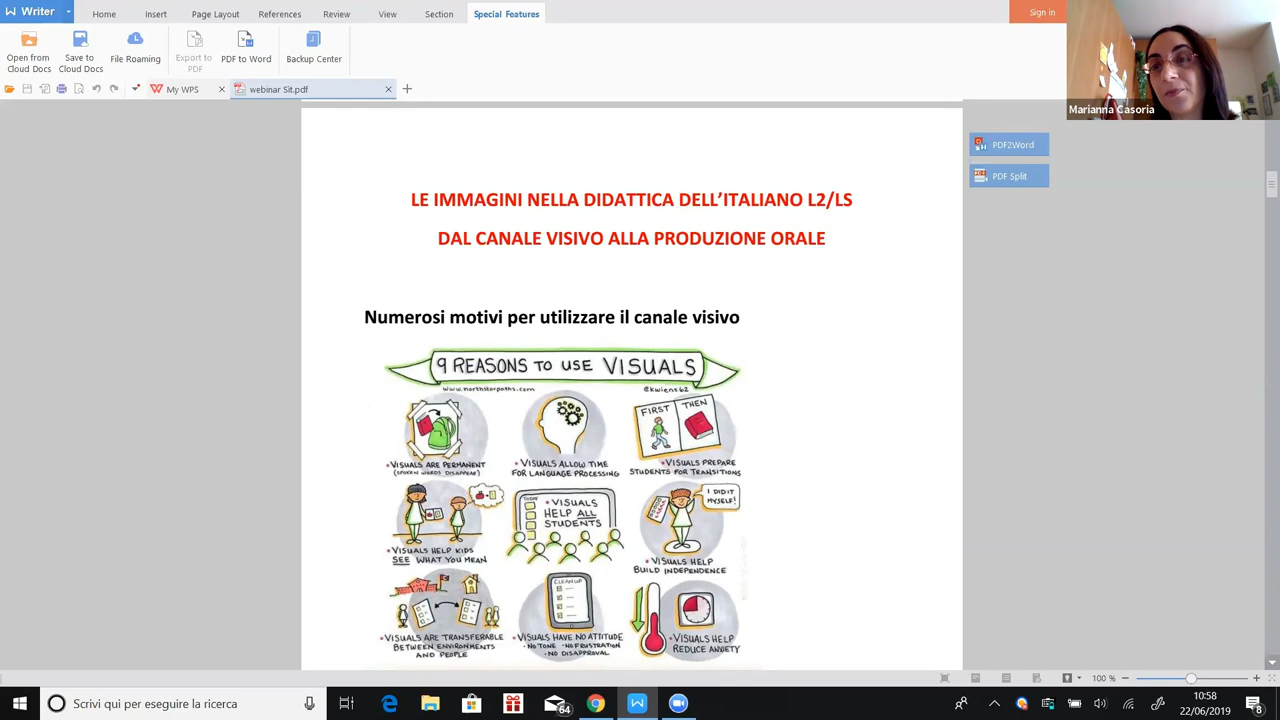 Writer
Home
Insert
Page Layout
References
Review
View
Section
Special Features
Sign in
Open from
Cloud Docs
Save to
Cloud Docs
File Roaming
Export to
PDF
PDF to Word
Backup Center
My WPS
webinar Sit.pdf
Marianna Casoria
PDF2Word
PDF Split
LE IMMAGINI NELLA DIDATTICA DELL'ITALIANO L2/LS
DAL CANALE VISIVO ALLA PRODUZIONE ORALE
Numerosi motivi per utilizzare il canale visivo
9 REASONS TO USE VISUALS
www.northstarpaths.com
@kwiens62
FIRST
THEN
• VISUALS ARE PERMANENT
(SPOKEN WORDS DISAPPEAR)
• VISUALS ALLOW TIME
FOR LANGUAGE PROCESSING
• VISUALS PREPARE
STUDENTS FOR TRANSITIONS
• VISUALS HELP KIDS
SEE WHAT YOU MEAN
TODAY
• VISUALS
HELP ALL
STUDENTS
I DID IT
MYSELF!
• VISUALS HELP
BUILD INDEPENDENCE
• VISUALS ARE TRANSFERABLE
BETWEEN ENVIRONMENTS
AND PEOPLE
CLEAN UP
• VISUALS HAVE NO ATTITUDE
• NO TONE • NO FRUSTRATION
• NO DISAPPROVAL
• VISUALS HELP
REDUCE ANXIETY
100 %
Scrivi qui per eseguire la ricerca
64
10:58
22/06/2019
8